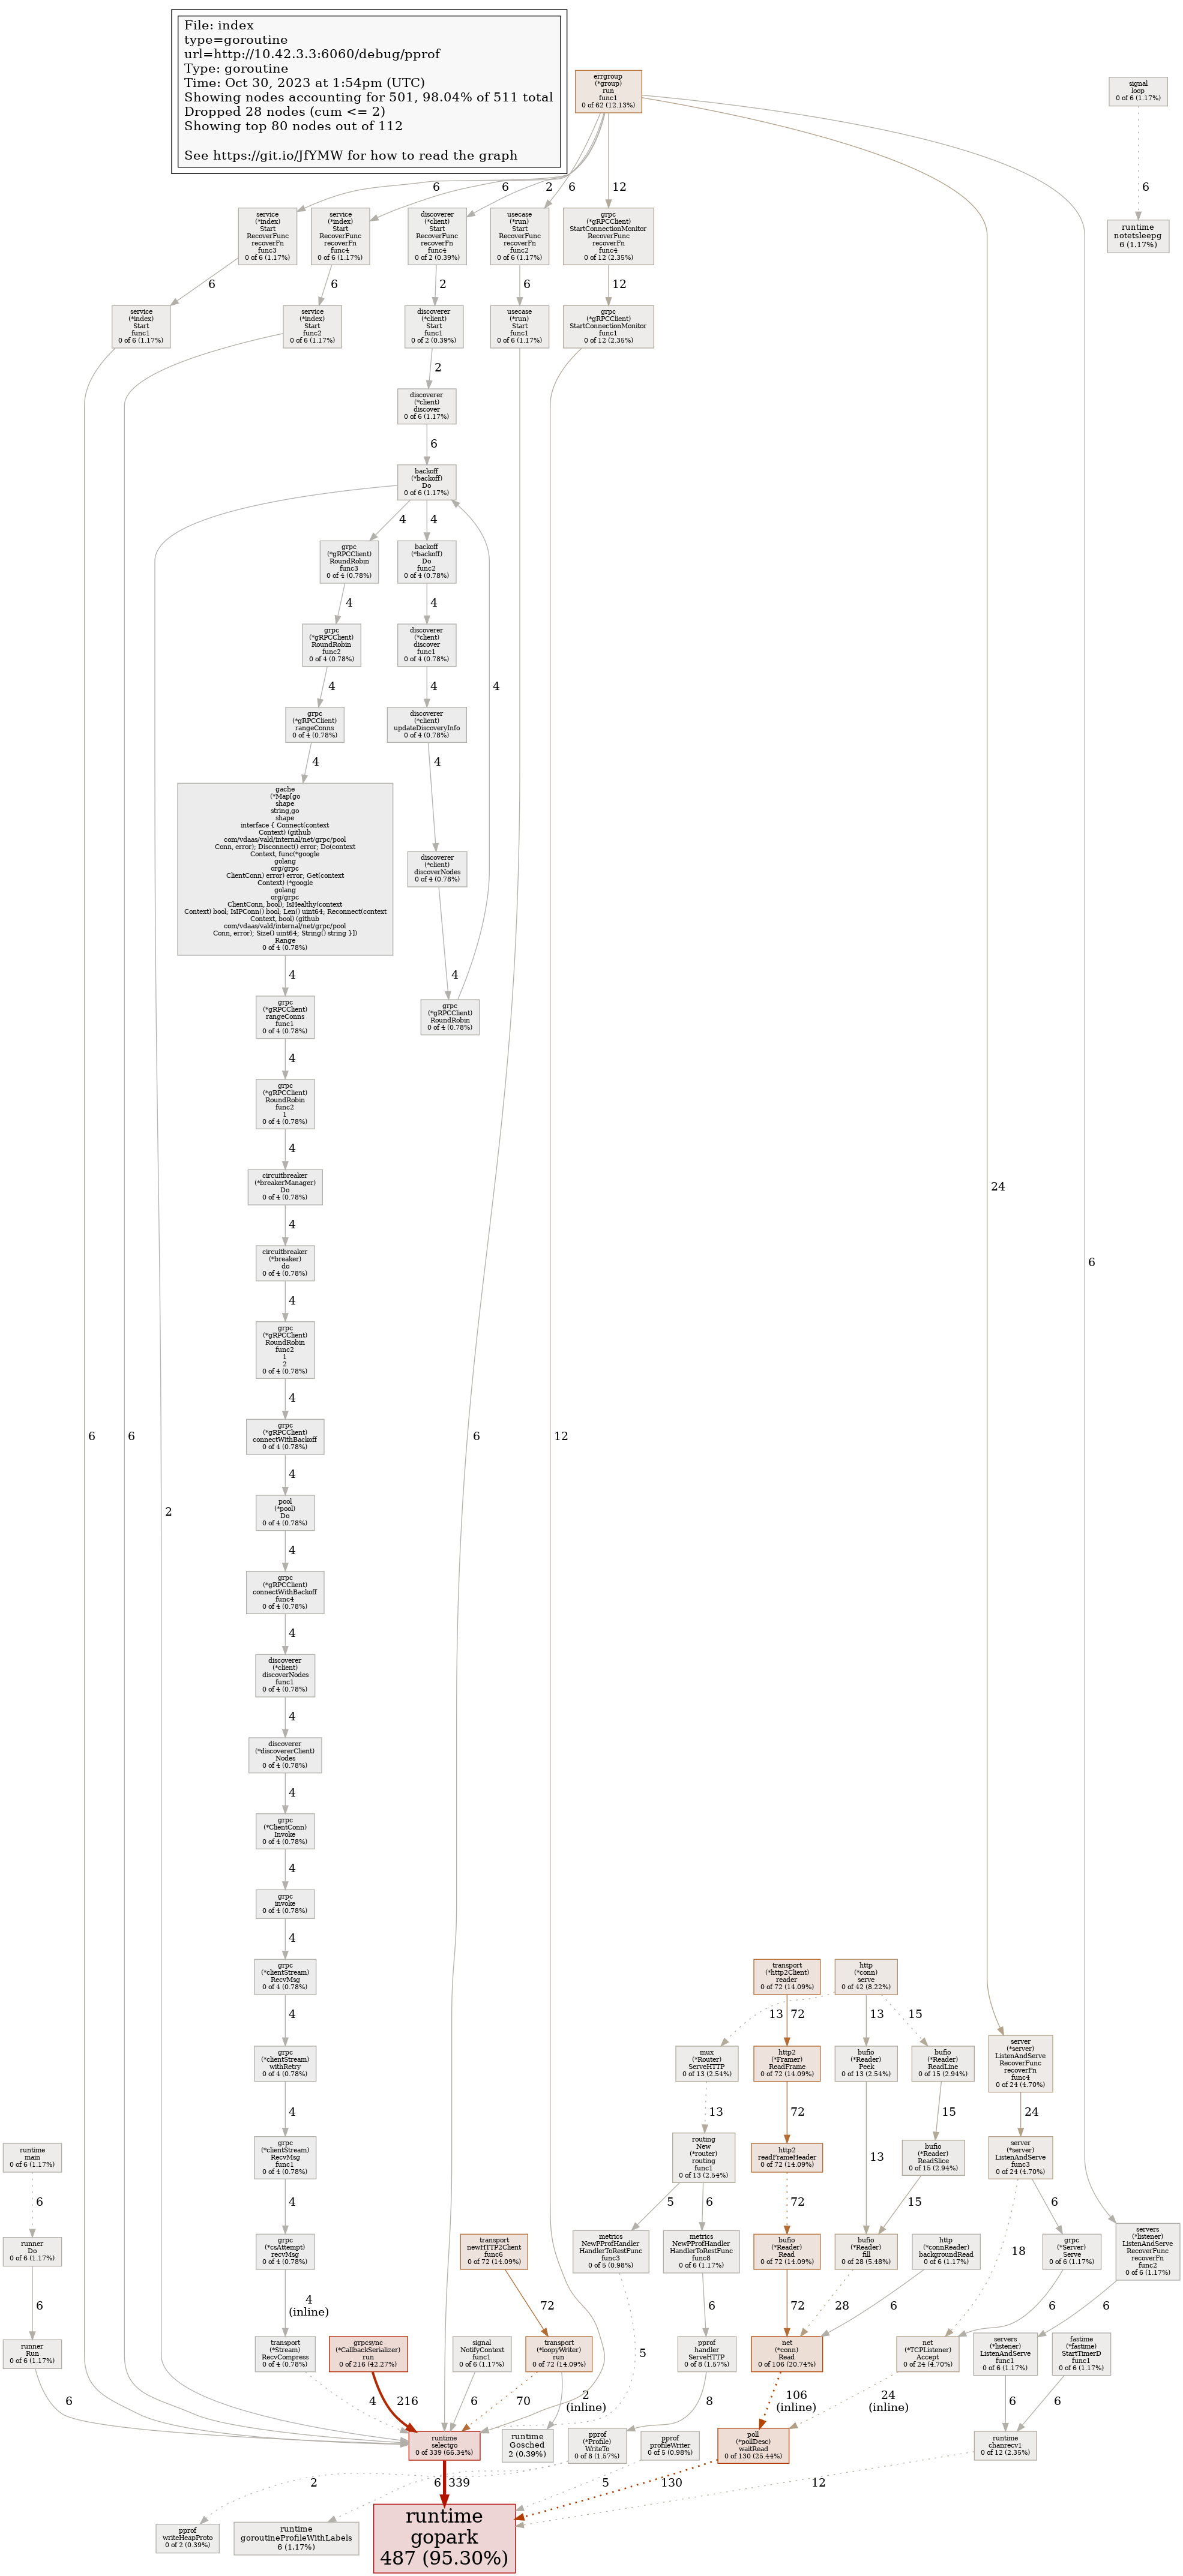 File: index
type=goroutine
url=http://10.42.3.3:6060/debug/pprof
Type: goroutine
Time: Oct 30, 2023 at 1:54pm (UTC)
Showing nodes accounting for 501, 98.04% of 511 total
Dropped 28 nodes (cum <= 2)
Showing top 80 nodes out of 112
See https://git.io/JfYMW for how to read the graph
errgroup
(*group)
run
func1
0 of 62 (12.13%)
signal
loop
0 of 6 (1.17%)
6
6
2
6
12
6
service
(*index)
Start
RecoverFunc
recoverFn
func3
0 of 6 (1.17%)
service
(*index)
Start
RecoverFunc
recoverFn
func4
0 of 6 (1.17%)
discoverer
(*client)
Start
RecoverFunc
recoverFn
func4
0 of 2 (0.39%)
usecase
(*run)
Start
RecoverFunc
recoverFn
func2
0 of 6 (1.17%)
grpc
(*gRPCClient)
StartConnectionMonitor
RecoverFunc
recoverFn
func4
0 of 12 (2.35%)
runtime
notetsleepg
6 (1.17%)
6
6
2
6
12
service
(*index)
Start
func1
0 of 6 (1.17%)
service
(*index)
Start
func2
0 of 6 (1.17%)
discoverer
(*client)
Start
func1
0 of 2 (0.39%)
usecase
(*run)
Start
func1
0 of 6 (1.17%)
grpc
(*gRPCClient)
StartConnectionMonitor
func1
0 of 12 (2.35%)
2
discoverer
(*client)
discover
0 of 6 (1.17%)
6
backoff
(*backoff)
Do
0 of 6 (1.17%)
4
4
grpc
(*gRPCClient)
RoundRobin
func3
0 of 4 (0.78%)
backoff
(*backoff)
Do
func2
0 of 4 (0.78%)
4
4
grpc
(*gRPCClient)
RoundRobin
func2
0 of 4 (0.78%)
discoverer
(*client)
discover
func1
0 of 4 (0.78%)
4
4
4
grpc
(*gRPCClient)
rangeConns
0 of 4 (0.78%)
discoverer
(*client)
updateDiscoveryInfo
0 of 4 (0.78%)
4
4
gache
(*Map[go
shape
string,go
shape
interface { Connect(context
Context) (github
com/vdaas/vald/internal/net/grpc/pool
Conn, error); Disconnect() error; Do(context
Context, func(*google
golang
org/grpc
ClientConn) error) error; Get(context
Context) (*google
golang
org/grpc
ClientConn, bool); IsHealthy(context
Context) bool; IsIPConn() bool; Len() uint64; Reconnect(context
Context, bool) (github
com/vdaas/vald/internal/net/grpc/pool
Conn, error); Size() uint64; String() string }])
Range
0 of 4 (0.78%)
discoverer
(*client)
discoverNodes
0 of 4 (0.78%)
4
4
grpc
(*gRPCClient)
rangeConns
func1
0 of 4 (0.78%)
grpc
(*gRPCClient)
RoundRobin
0 of 4 (0.78%)
4
grpc
(*gRPCClient)
RoundRobin
func2
1
0 of 4 (0.78%)
4
circuitbreaker
(*breakerManager)
Do
0 of 4 (0.78%)
24
4
circuitbreaker
(*breaker)
do
0 of 4 (0.78%)
6
4
grpc
(*gRPCClient)
RoundRobin
func2
1
2
0 of 4 (0.78%)
4
grpc
(*gRPCClient)
connectWithBackoff
0 of 4 (0.78%)
6
6
6
12
4
pool
(*pool)
Do
0 of 4 (0.78%)
2
4
grpc
(*gRPCClient)
connectWithBackoff
func4
0 of 4 (0.78%)
4
discoverer
(*client)
discoverNodes
func1
0 of 4 (0.78%)
4
discoverer
(*discovererClient)
Nodes
0 of 4 (0.78%)
4
grpc
(*ClientConn)
Invoke
0 of 4 (0.78%)
4
grpc
invoke
0 of 4 (0.78%)
4
grpc
(*clientStream)
RecvMsg
0 of 4 (0.78%)
transport
(*http2Client)
reader
0 of 72 (14.09%)
http
(*conn)
serve
0 of 42 (8.22%)
4
13
72
13
15
grpc
(*clientStream)
withRetry
0 of 4 (0.78%)
mux
(*Router)
ServeHTTP
0 of 13 (2.54%)
http2
(*Framer)
ReadFrame
0 of 72 (14.09%)
bufio
(*Reader)
Peek
0 of 13 (2.54%)
bufio
(*Reader)
ReadLine
0 of 15 (2.94%)
server
(*server)
ListenAndServe
RecoverFunc
recoverFn
func4
0 of 24 (4.70%)
4
13
72
15
24
runtime
main
0 of 6 (1.17%)
grpc
(*clientStream)
RecvMsg
func1
0 of 4 (0.78%)
routing
New
(*router)
routing
func1
0 of 13 (2.54%)
http2
readFrameHeader
0 of 72 (14.09%)
13
bufio
(*Reader)
ReadSlice
0 of 15 (2.94%)
server
(*server)
ListenAndServe
func3
0 of 24 (4.70%)
6
4
5
6
72
15
6
runner
Do
0 of 6 (1.17%)
grpc
(*csAttempt)
recvMsg
0 of 4 (0.78%)
transport
newHTTP2Client
func6
0 of 72 (14.09%)
metrics
NewPProfHandler
HandlerToRestFunc
func3
0 of 5 (0.98%)
metrics
NewPProfHandler
HandlerToRestFunc
func8
0 of 6 (1.17%)
bufio
(*Reader)
Read
0 of 72 (14.09%)
bufio
(*Reader)
fill
0 of 28 (5.48%)
http
(*connReader)
backgroundRead
0 of 6 (1.17%)
18
grpc
(*Server)
Serve
0 of 6 (1.17%)
servers
(*listener)
ListenAndServe
RecoverFunc
recoverFn
func2
0 of 6 (1.17%)
6
4
(inline)
72
6
72
28
6
6
6
runner
Run
0 of 6 (1.17%)
transport
(*Stream)
RecvCompress
0 of 4 (0.78%)
grpcsync
(*CallbackSerializer)
run
0 of 216 (42.27%)
signal
NotifyContext
func1
0 of 6 (1.17%)
transport
(*loopyWriter)
run
0 of 72 (14.09%)
5
pprof
handler
ServeHTTP
0 of 8 (1.57%)
net
(*conn)
Read
0 of 106 (20.74%)
net
(*TCPListener)
Accept
0 of 24 (4.70%)
servers
(*listener)
ListenAndServe
func1
0 of 6 (1.17%)
fastime
(*fastime)
StartTimerD
func1
0 of 6 (1.17%)
6
4
216
6
70
2
(inline)
8
106
(inline)
24
(inline)
6
6
runtime
selectgo
0 of 339 (66.34%)
runtime
Gosched
2 (0.39%)
pprof
(*Profile)
WriteTo
0 of 8 (1.57%)
pprof
profileWriter
0 of 5 (0.98%)
poll
(*pollDesc)
waitRead
0 of 130 (25.44%)
runtime
chanrecv1
0 of 12 (2.35%)
2
6
339
5
130
12
pprof
writeHeapProto
0 of 2 (0.39%)
runtime
goroutineProfileWithLabels
6 (1.17%)
runtime
gopark
487 (95.30%)